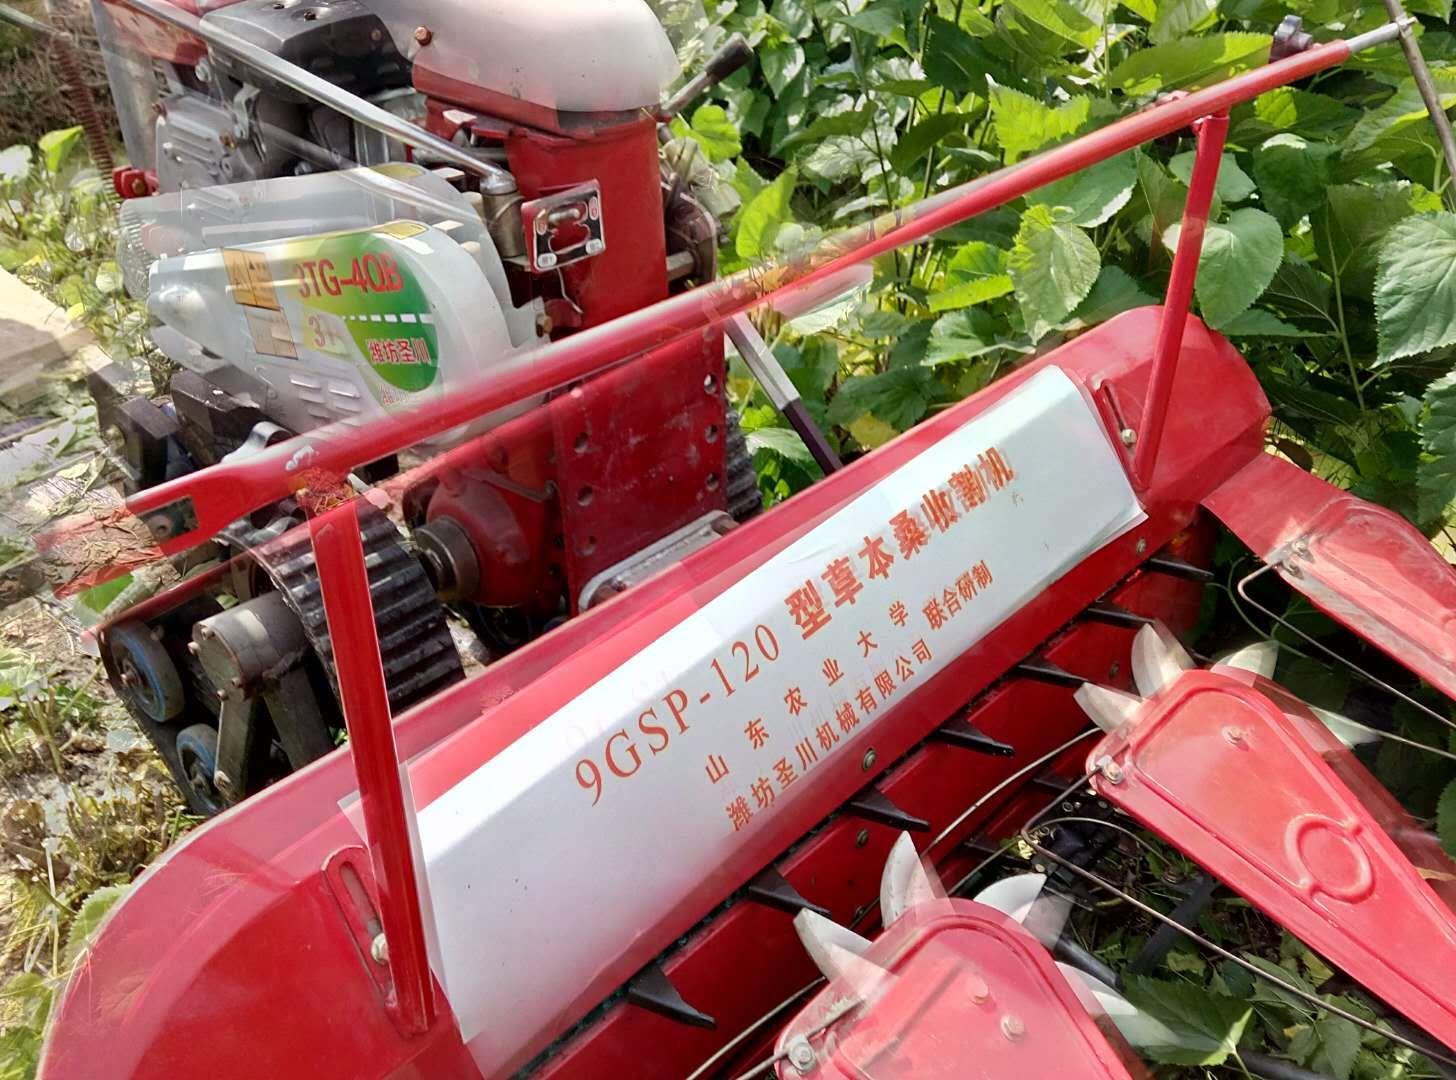 3TG-4QB
潍坊圣川
9GSP-120 型草本桑收割机
山东农业大学
潍坊圣川机械有限公司 联合研制